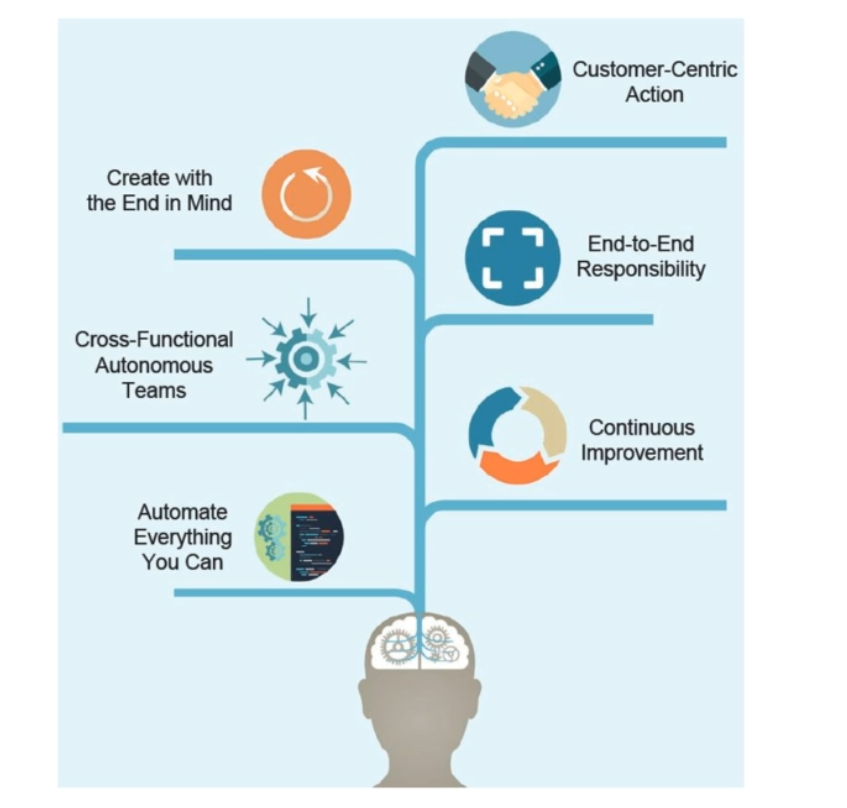 Customer-Centric
Action
Create with
the End in Mind
End-to-End
Responsibility
Cross-Functional
Autonomous
Teams
Continuous
Improvement
Automate
Everything
You Can